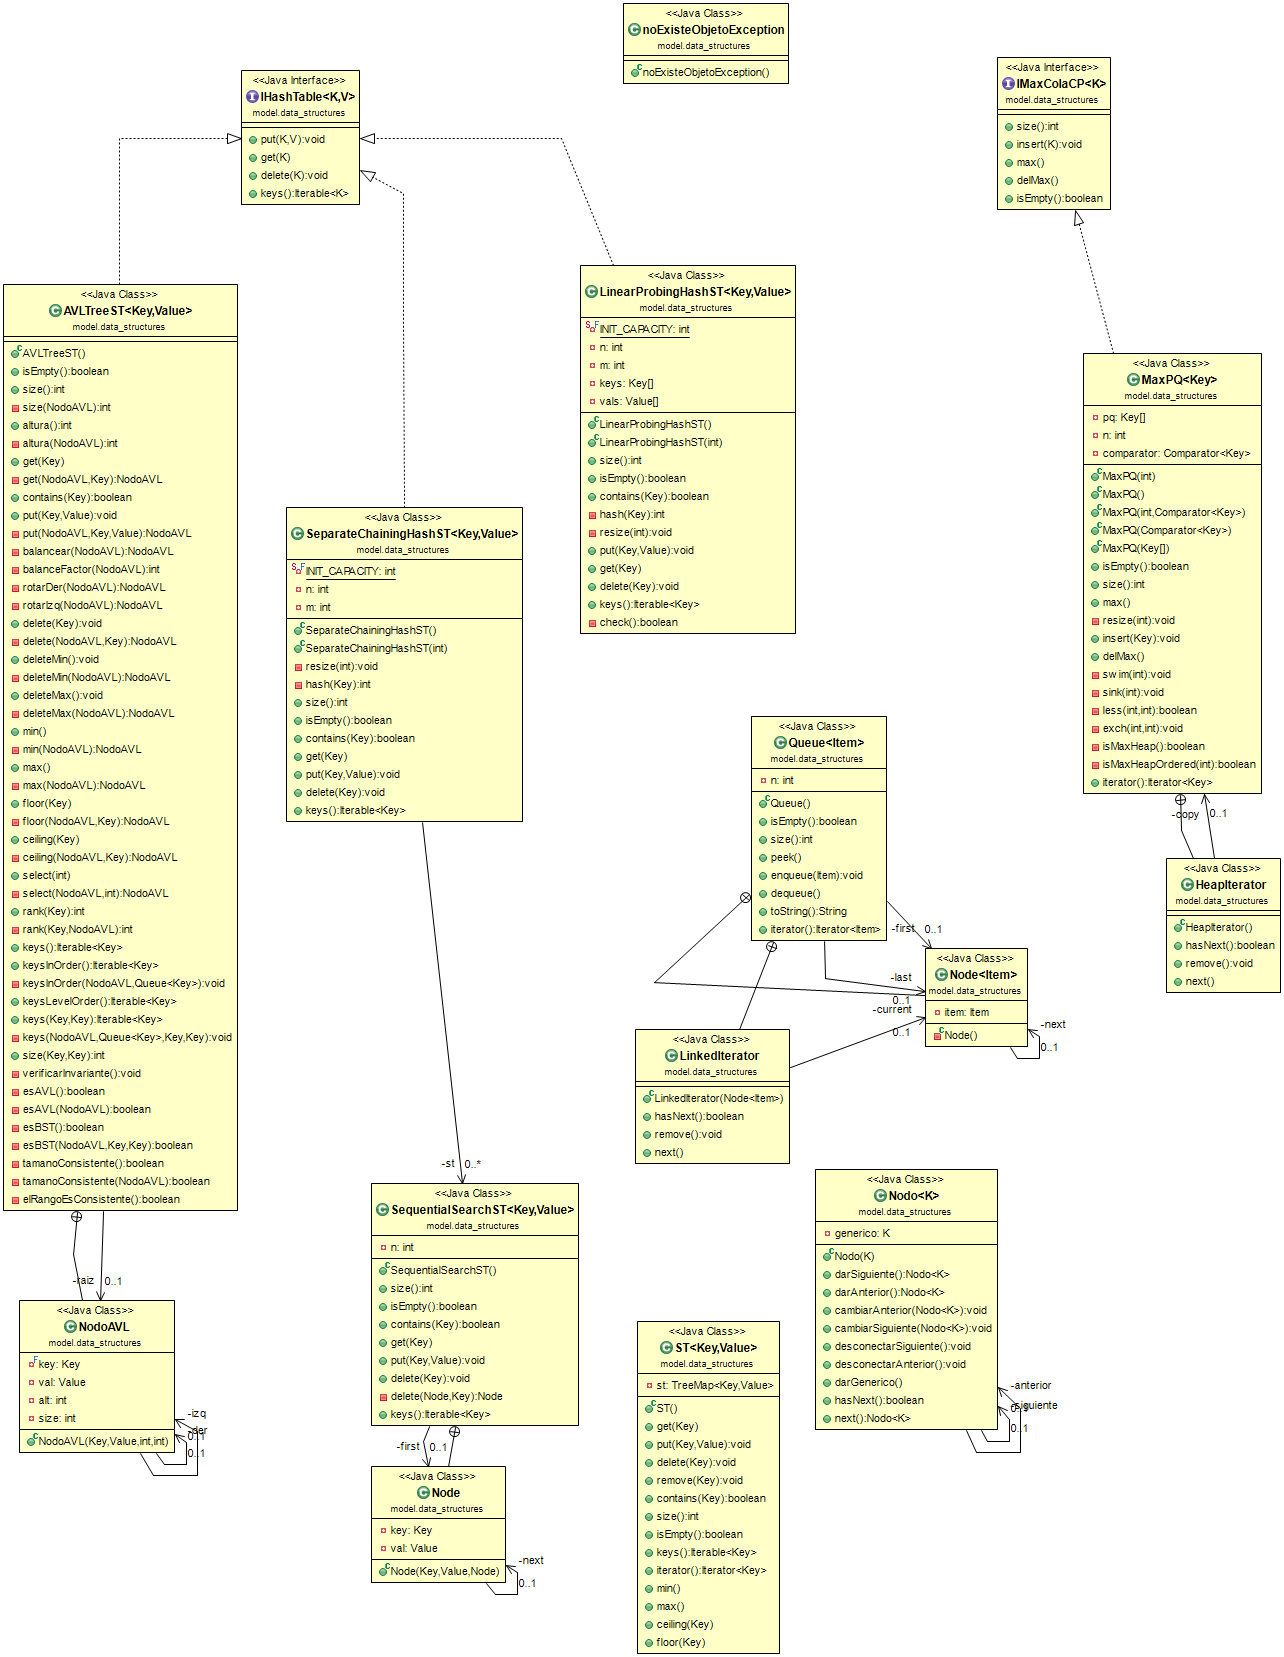 <<Java Class>>
noExisteObjetoException
model.data_structures
noExisteObjetoException()
<<Java Interface>>
IHashTable<K,V>
model.data_structures
put(K,V):void
get(K)
delete(K):void
keys():Iterable<K>
<<Java Interface>>
IMaxColaCP<K>
model.data_structures
size():int
insert(K):void
max()
delMax()
isEmpty():boolean
<<Java Class>>
AVLTreeST<Key,Value>
model.data_structures
AVLTreeST()
isEmpty():boolean
size():int
size(NodoAVL):int
altura():int
altura(NodoAVL):int
get(Key)
get(NodoAVL,Key):NodoAVL
contains(Key):boolean
put(Key,Value):void
put(NodoAVL,Key,Value):NodoAVL
balancear(NodoAVL):NodoAVL
balanceFactor(NodoAVL):int
rotarDer(NodoAVL):NodoAVL
rotarIzq(NodoAVL):NodoAVL
delete(Key):void
delete(NodoAVL,Key):NodoAVL
deleteMin():void
deleteMin(NodoAVL):NodoAVL
deleteMax():void
deleteMax(NodoAVL):NodoAVL
min()
min(NodoAVL):NodoAVL
max()
max(NodoAVL):NodoAVL
floor(Key)
floor(NodoAVL,Key):NodoAVL
ceiling(Key)
ceiling(NodoAVL,Key):NodoAVL
select(int)
select(NodoAVL,int):NodoAVL
rank(Key):int
rank(Key,NodoAVL):int
keys():Iterable<Key>
keysInOrder():Iterable<Key>
keysInOrder(NodoAVL,Queue<Key>):void
keysLevelOrder():Iterable<Key>
keys(Key,Key):Iterable<Key>
keys(NodoAVL,Queue<Key>,Key,Key):void
size(Key,Key):int
verificarInvariante():void
esAVL():boolean
esAVL(NodoAVL):boolean
esBST():boolean
esBST(NodoAVL,Key,Key):boolean
tamanoConsistente():boolean
tamanoConsistente(NodoAVL):boolean
elRangoEsConsistente():boolean
-raiz 0..1
<<Java Class>>
NodoAVL
model.data_structures
key: Key
val: Value
alt: int
size: int
NodoAVL(Key,Value,int,int)
-izq
-der
0..1
0..1
<<Java Class>>
SeparateChainingHashST<Key,Value>
model.data_structures
INIT_CAPACITY: int
n: int
m: int
SeparateChainingHashST()
SeparateChainingHashST(int)
resize(int):void
hash(Key):int
size():int
isEmpty():boolean
contains(Key):boolean
get(Key)
put(Key,Value):void
delete(Key):void
keys():Iterable<Key>
-st 0..*
<<Java Class>>
SequentialSearchST<Key,Value>
model.data_structures
n: int
SequentialSearchST()
size():int
isEmpty():boolean
contains(Key):boolean
get(Key)
put(Key,Value):void
delete(Key):void
delete(Node,Key):Node
keys():Iterable<Key>
-first 0..1
<<Java Class>>
Node
model.data_structures
key: Key
val: Value
Node(Key,Value,Node)
-next
0..1
<<Java Class>>
LinearProbingHashST<Key,Value>
model.data_structures
INIT_CAPACITY: int
n: int
m: int
keys: Key[]
vals: Value[]
LinearProbingHashST()
LinearProbingHashST(int)
size():int
isEmpty():boolean
contains(Key):boolean
hash(Key):int
resize(int):void
put(Key,Value):void
get(Key)
delete(Key):void
keys():Iterable<Key>
check():boolean
<<Java Class>>
MaxPQ<Key>
model.data_structures
pq: Key[]
n: int
comparator: Comparator<Key>
MaxPQ(int)
MaxPQ()
MaxPQ(int,Comparator<Key>)
MaxPQ(Comparator<Key>)
MaxPQ(Key[])
isEmpty():boolean
size():int
max()
resize(int):void
insert(Key):void
delMax()
swim(int):void
sink(int):void
less(int,int):boolean
exch(int,int):void
isMaxHeap():boolean
isMaxHeapOrdered(int):boolean
iterator():Iterator<Key>
-copy 0..1
<<Java Class>>
HeapIterator
model.data_structures
HeapIterator()
hasNext():boolean
remove():void
next()
<<Java Class>>
Queue<Item>
model.data_structures
n: int
Queue()
isEmpty():boolean
size():int
peek()
enqueue(Item):void
dequeue()
toString():String
iterator():Iterator<Item>
-first 0..1
-last
0..1
-current
0..1
<<Java Class>>
Node<Item>
model.data_structures
item: Item
Node()
-next
0..1
<<Java Class>>
LinkedIterator
model.data_structures
LinkedIterator(Node<Item>)
hasNext():boolean
remove():void
next()
<<Java Class>>
Nodo<K>
model.data_structures
generico: K
Nodo(K)
darSiguiente():Nodo<K>
darAnterior():Nodo<K>
cambiarAnterior(Nodo<K>):void
cambiarSiguiente(Nodo<K>):void
desconectarSiguiente():void
desconectarAnterior():void
darGenerico()
hasNext():boolean
next():Nodo<K>
-anterior
-siguiente
0..1
0..1
<<Java Class>>
ST<Key,Value>
model.data_structures
st: TreeMap<Key,Value>
ST()
get(Key)
put(Key,Value):void
delete(Key):void
remove(Key):void
contains(Key):boolean
size():int
isEmpty():boolean
keys():Iterable<Key>
iterator():Iterator<Key>
min()
max()
ceiling(Key)
floor(Key)